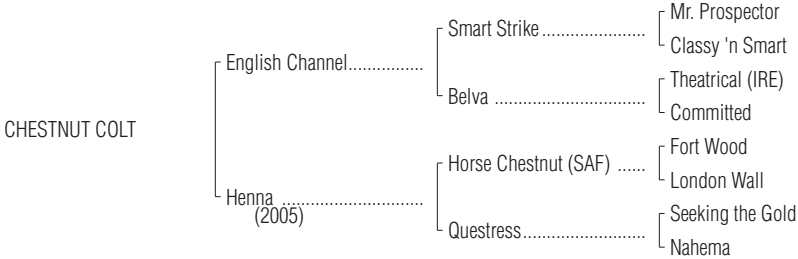 Mr. Prospector
Smart Strike ......................
Classy 'n Smart
English Channel................
Theatrical (IRE)
Belva ................................
Committed
CHESTNUT COLT
Fort Wood
Horse Chestnut (SAF) ......
London Wall
Henna ..............................
(2005)
Seeking the Gold
Questress..........................
Nahema